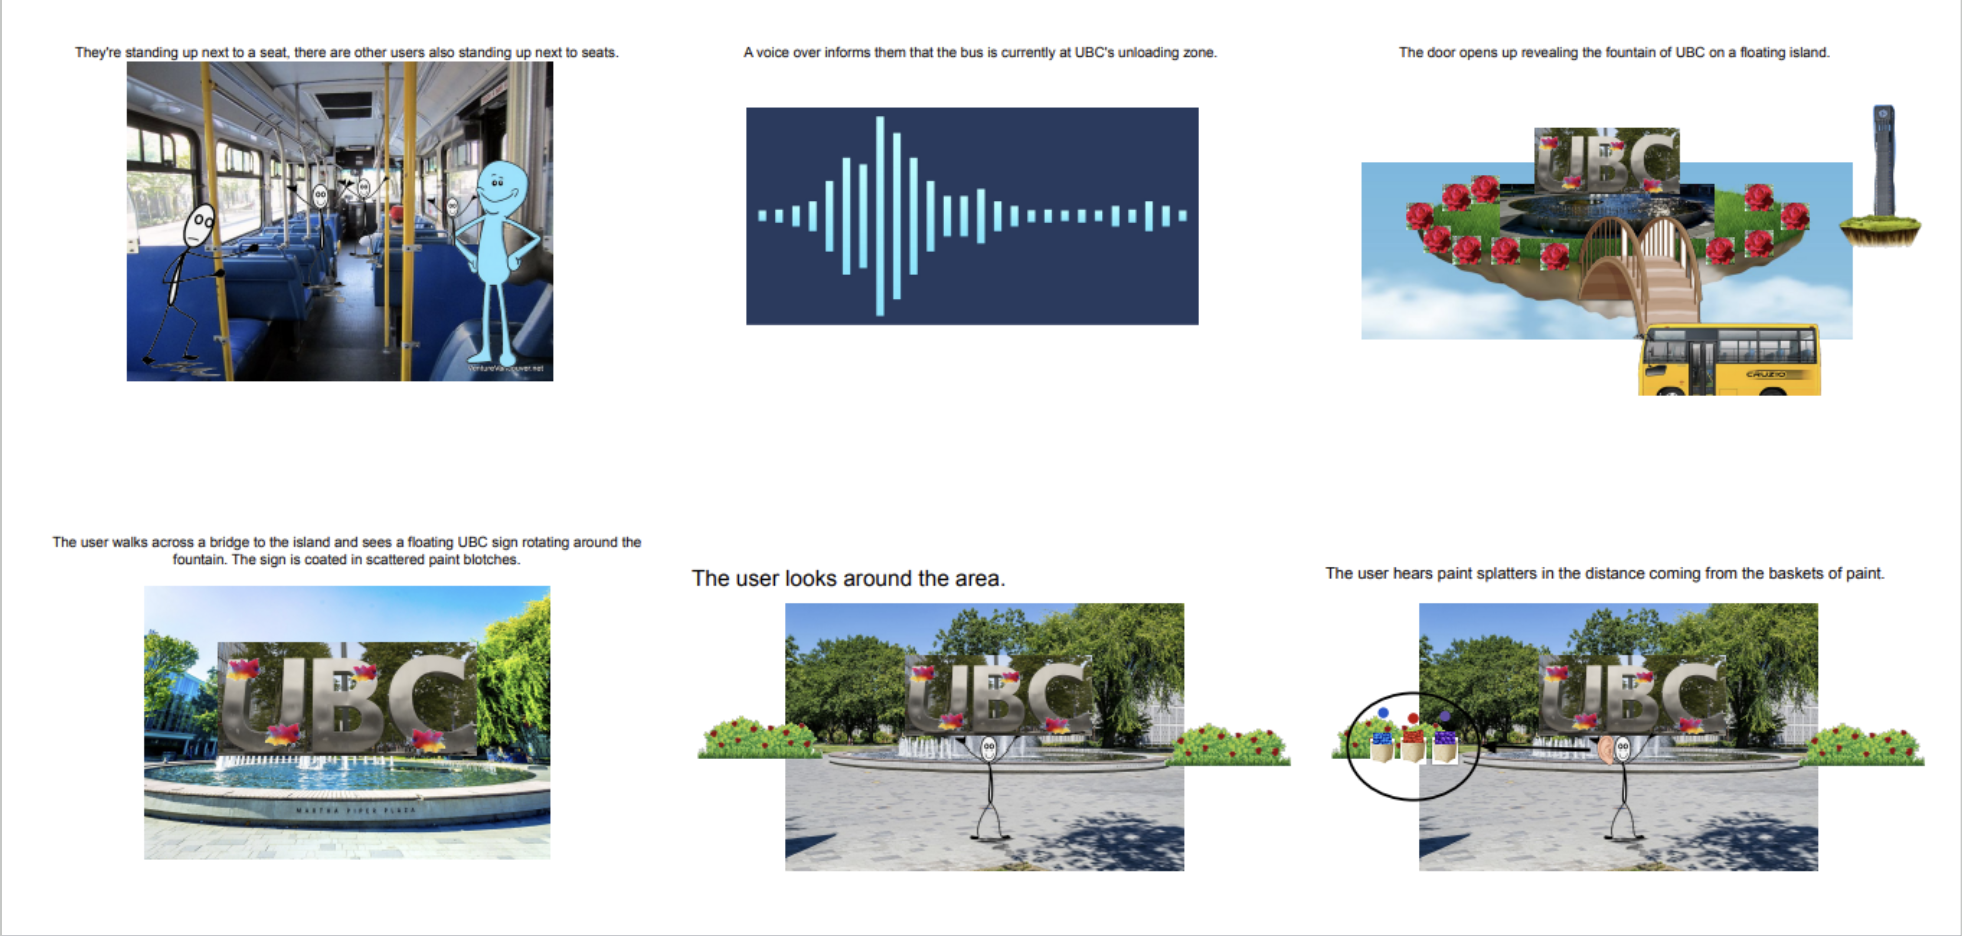 They're standing up next to a seat, there are other users also standing up next to seats.
VentureVancouver.net
A voice over informs them that the bus is currently at UBC's unloading zone.
The door opens up revealing the fountain of UBC on a floating island.
UBC
CRUZIO
The user walks across a bridge to the island and sees a floating UBC sign rotating around the
fountain. The sign is coated in scattered paint blotches.
UBC
MARTHA PIPER PLAZA
The user looks around the area.
UBC
The user hears paint splatters in the distance coming from the baskets of paint.
UBC